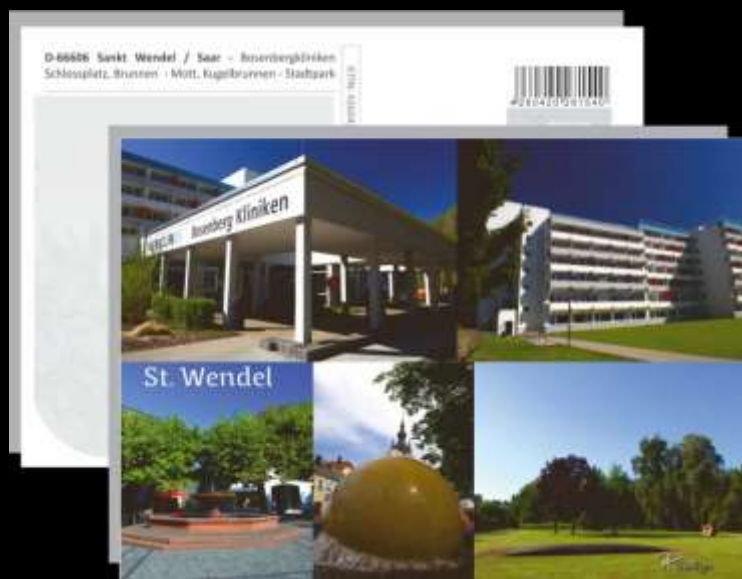 D-66606 Sankt Wendel / Saar - Bosenbergkliniken
Schlossplatz, Brunnen - Mott, Kugelbrunnen - Stadtpark
Bosenberg Kliniken
St. Wendel